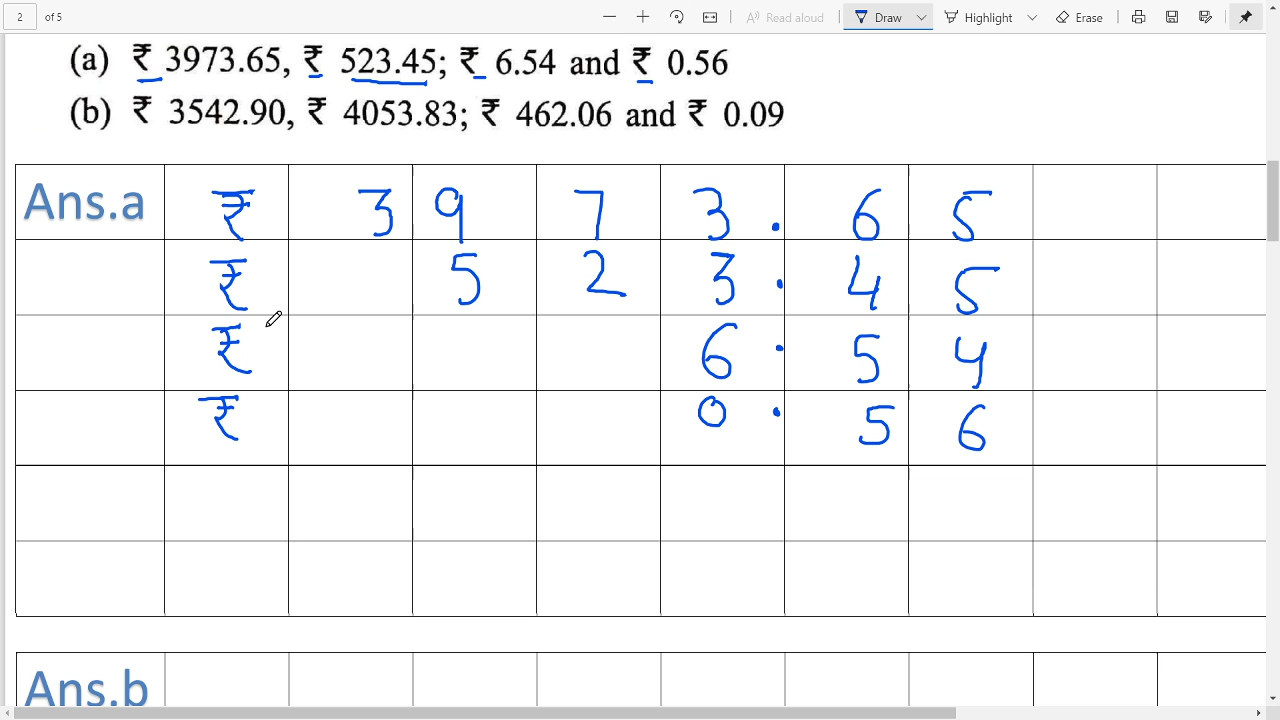 2 of 5 Read aloud Draw Highlight Erase
(a) ₹ 3973.65, ₹ 523.45; ₹ 6.54 and ₹ 0.56
(b) ₹ 3542.90, ₹ 4053.83; ₹ 462.06 and ₹ 0.09
Ans.a ₹ 3 9 7 3 . 6 5
₹ 5 2 3 . 4 5
₹ 6 . 5 4
₹ 0 . 5 6
Ans.b